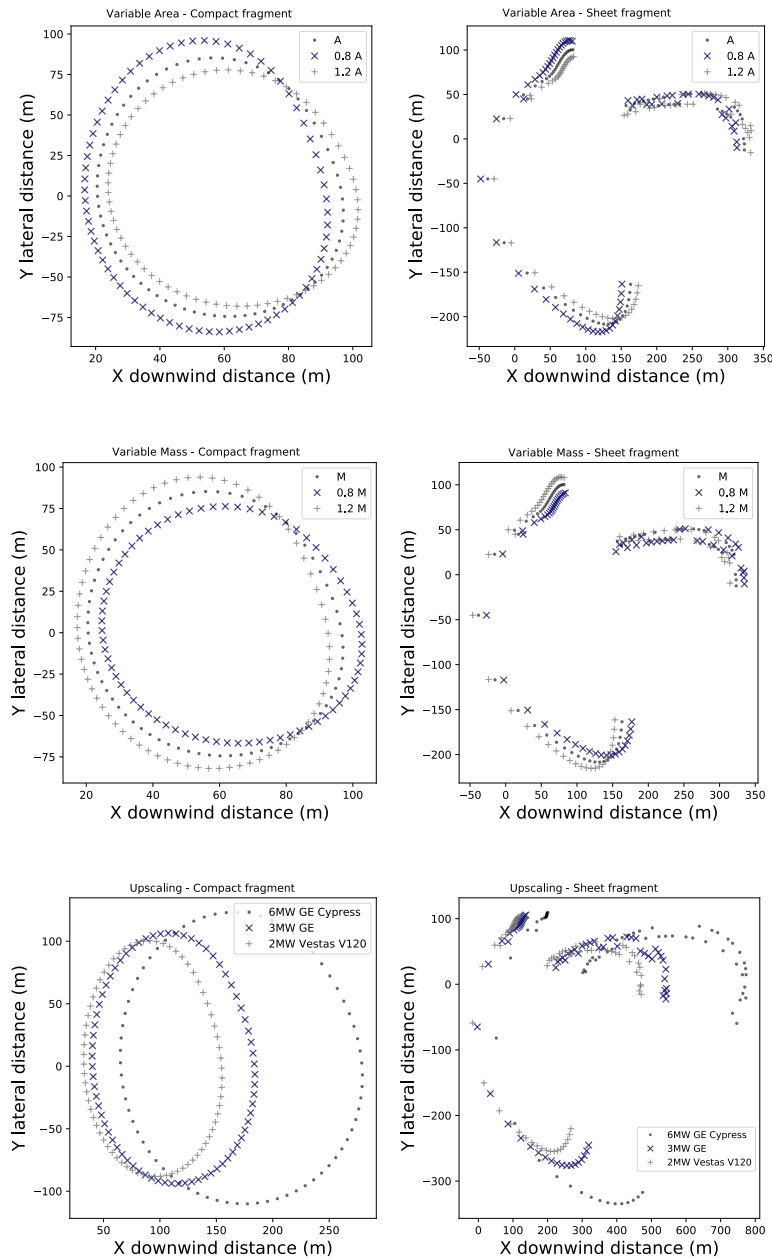 Variable Area - Compact fragment
100
75
50
25
0
−25
−50
−75
Y lateral distance (m)
A
0.8 A
1.2 A
20 40 60 80 100
X downwind distance (m)
Variable Area - Sheet fragment
100
50
0
−50
−100
−150
−200
Y lateral distance (m)
A
0.8 A
1.2 A
−50 0 50 100 150 200 250 300 350
X downwind distance (m)
Variable Mass - Compact fragment
100
75
50
25
0
−25
−50
−75
Y lateral distance (m)
M
0.8 M
1.2 M
20 40 60 80 100
X downwind distance (m)
Variable Mass - Sheet fragment
100
50
0
−50
−100
−150
−200
Y lateral distance (m)
M
0.8 M
1.2 M
−50 0 50 100 150 200 250 300 350
X downwind distance (m)
Upscaling - Compact fragment
100
50
0
−50
−100
Y lateral distance (m)
6MW GE Cypress
3MW GE
2MW Vestas V120
50 100 150 200 250
X downwind distance (m)
Upscaling - Sheet fragment
100
0
−100
−200
−300
Y lateral distance (m)
6MW GE Cypress
3MW GE
2MW Vestas V120
0 100 200 300 400 500 600 700 800
X downwind distance (m)